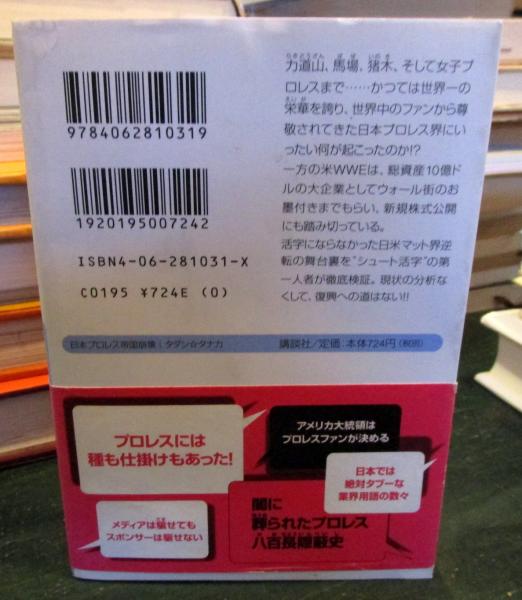 9784062810319
1920195007242
ISBN4-06-281031-X
C0195 ¥724E (0)
力道山、馬場、猪木、そして女子プ
ロレスまで……かつては世界一の
栄華を誇り、世界中のファンから尊
敬されてきた日本プロレス界にい
ったい何が起こったのか!?
一方の米WWEは、総資産10億ド
ルの大企業としてウォール街のお
墨付きまでもらい、新規株式公開
にも踏み切っている。
活字にならなかった日米マット界逆
転の舞台裏を“シュート活字”の第
一人者が徹底検証。現状の分析な
くして、復興への道はない!!
日本プロレス帝国崩壊|タダシ☆タナカ
講談社/定価:本体724円(税別)
プロレスには
種も仕掛けもあった!
アメリカ大統領は
プロレスファンが決める
日本では
絶対タブーな
業界用語の数々
メディアは騙せても
スポンサーは騙せない
闇に
葬られたプロレス
八百長隠蔽史